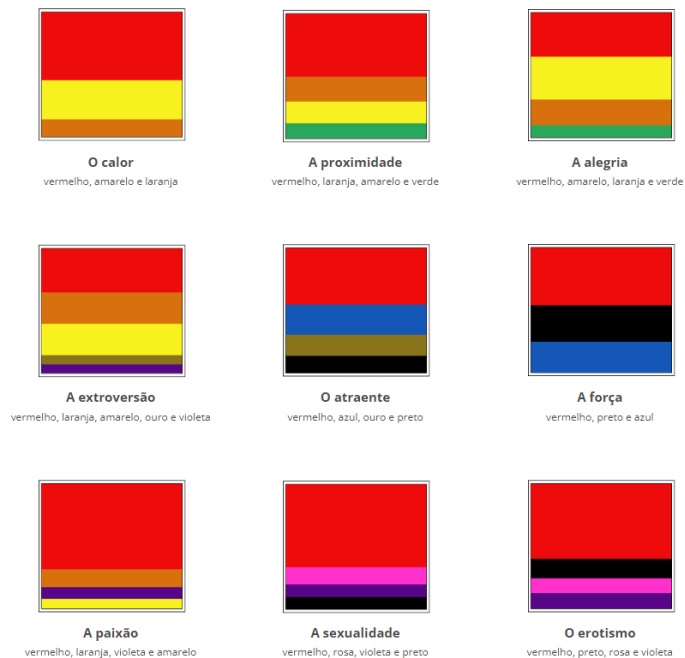 O calor
vermelho, amarelo e laranja
A proximidade
vermelho, laranja, amarelo e verde
A alegria
vermelho, amarelo, laranja e verde
A extroversão
vermelho, laranja, amarelo, ouro e violeta
O atraente
vermelho, azul, ouro e preto
A força
vermelho, preto e azul
A paixão
vermelho, laranja, violeta e amarelo
A sexualidade
vermelho, rosa, violeta e preto
O erotismo
vermelho, preto, rosa e violeta